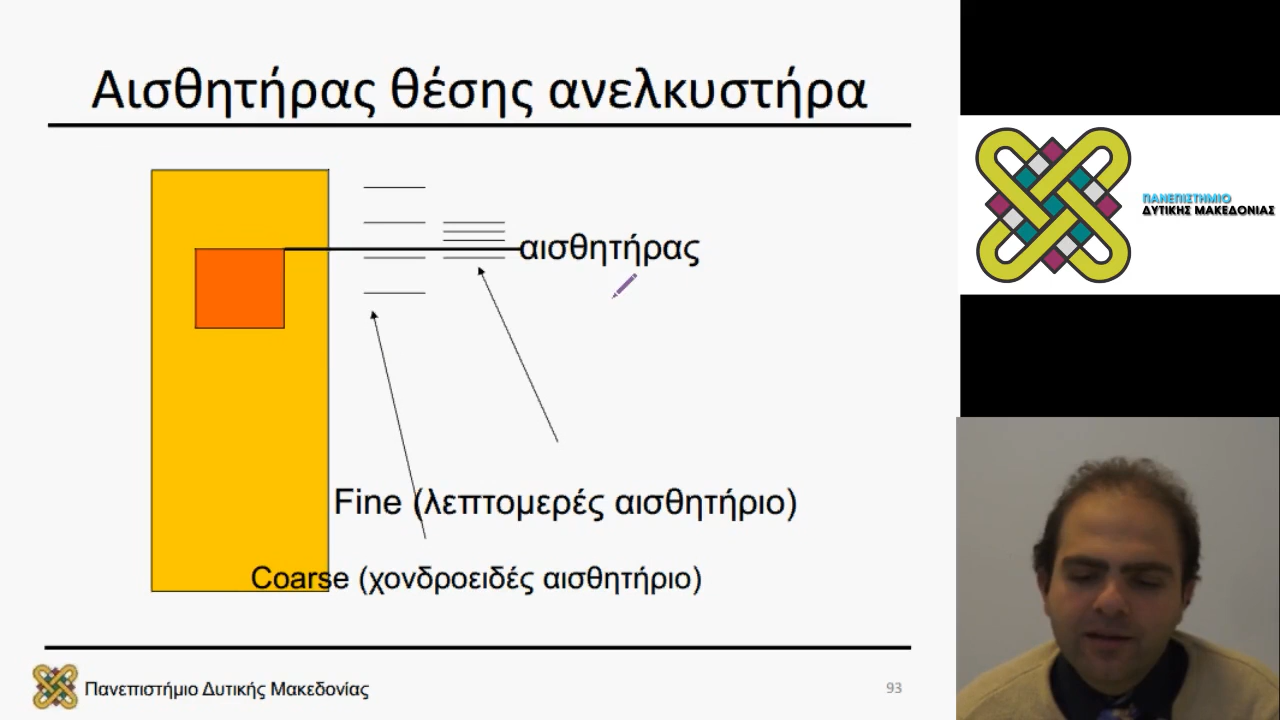 Αισθητήρας θέσης ανελκυστήρα
αισθητήρας
Fine (λεπτομερές αισθητήριο)
Coarse (χονδροειδές αισθητήριο)
Πανεπιστήμιο Δυτικής Μακεδονίας
93
ΠΑΝΕΠΙΣΤΗΜΙΟ
ΔΥΤΙΚΗΣ ΜΑΚΕΔΟΝΙΑΣ